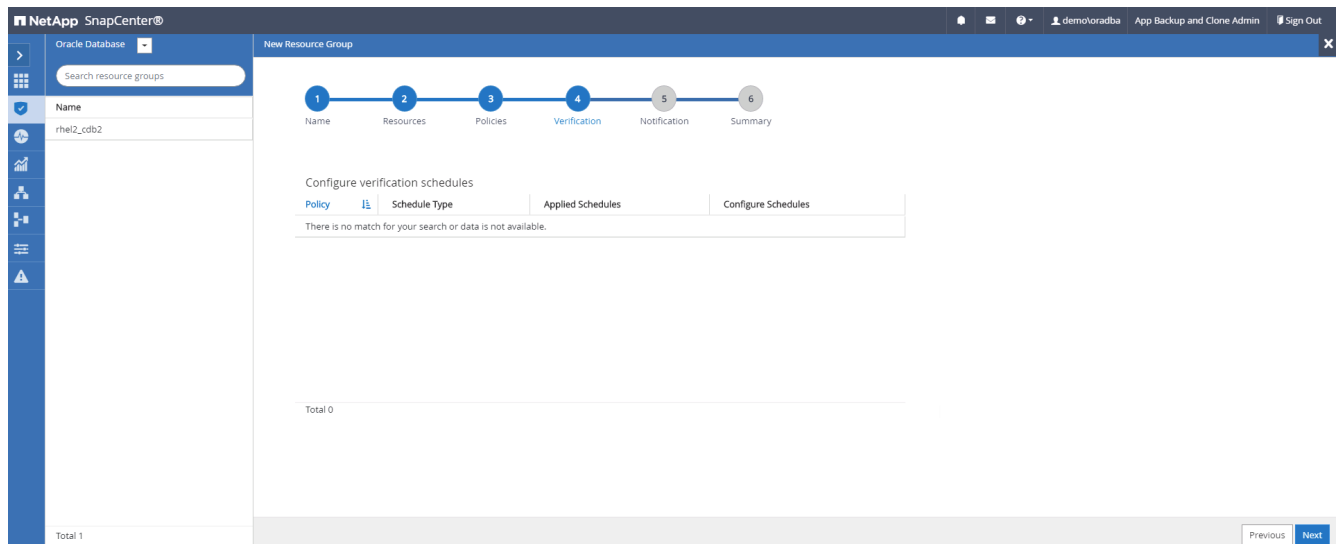 NetApp SnapCenter®
demo\oradba App Backup and Clone Admin Sign Out
Oracle Database
New Resource Group
Search resource groups
Name
rhel2_cdb2
1 2 3 4 5 6
Name Resources Policies Verification Notification Summary
Configure verification schedules
Policy Schedule Type Applied Schedules Configure Schedules
There is no match for your search or data is not available.
Total 0
Total 1
Previous Next